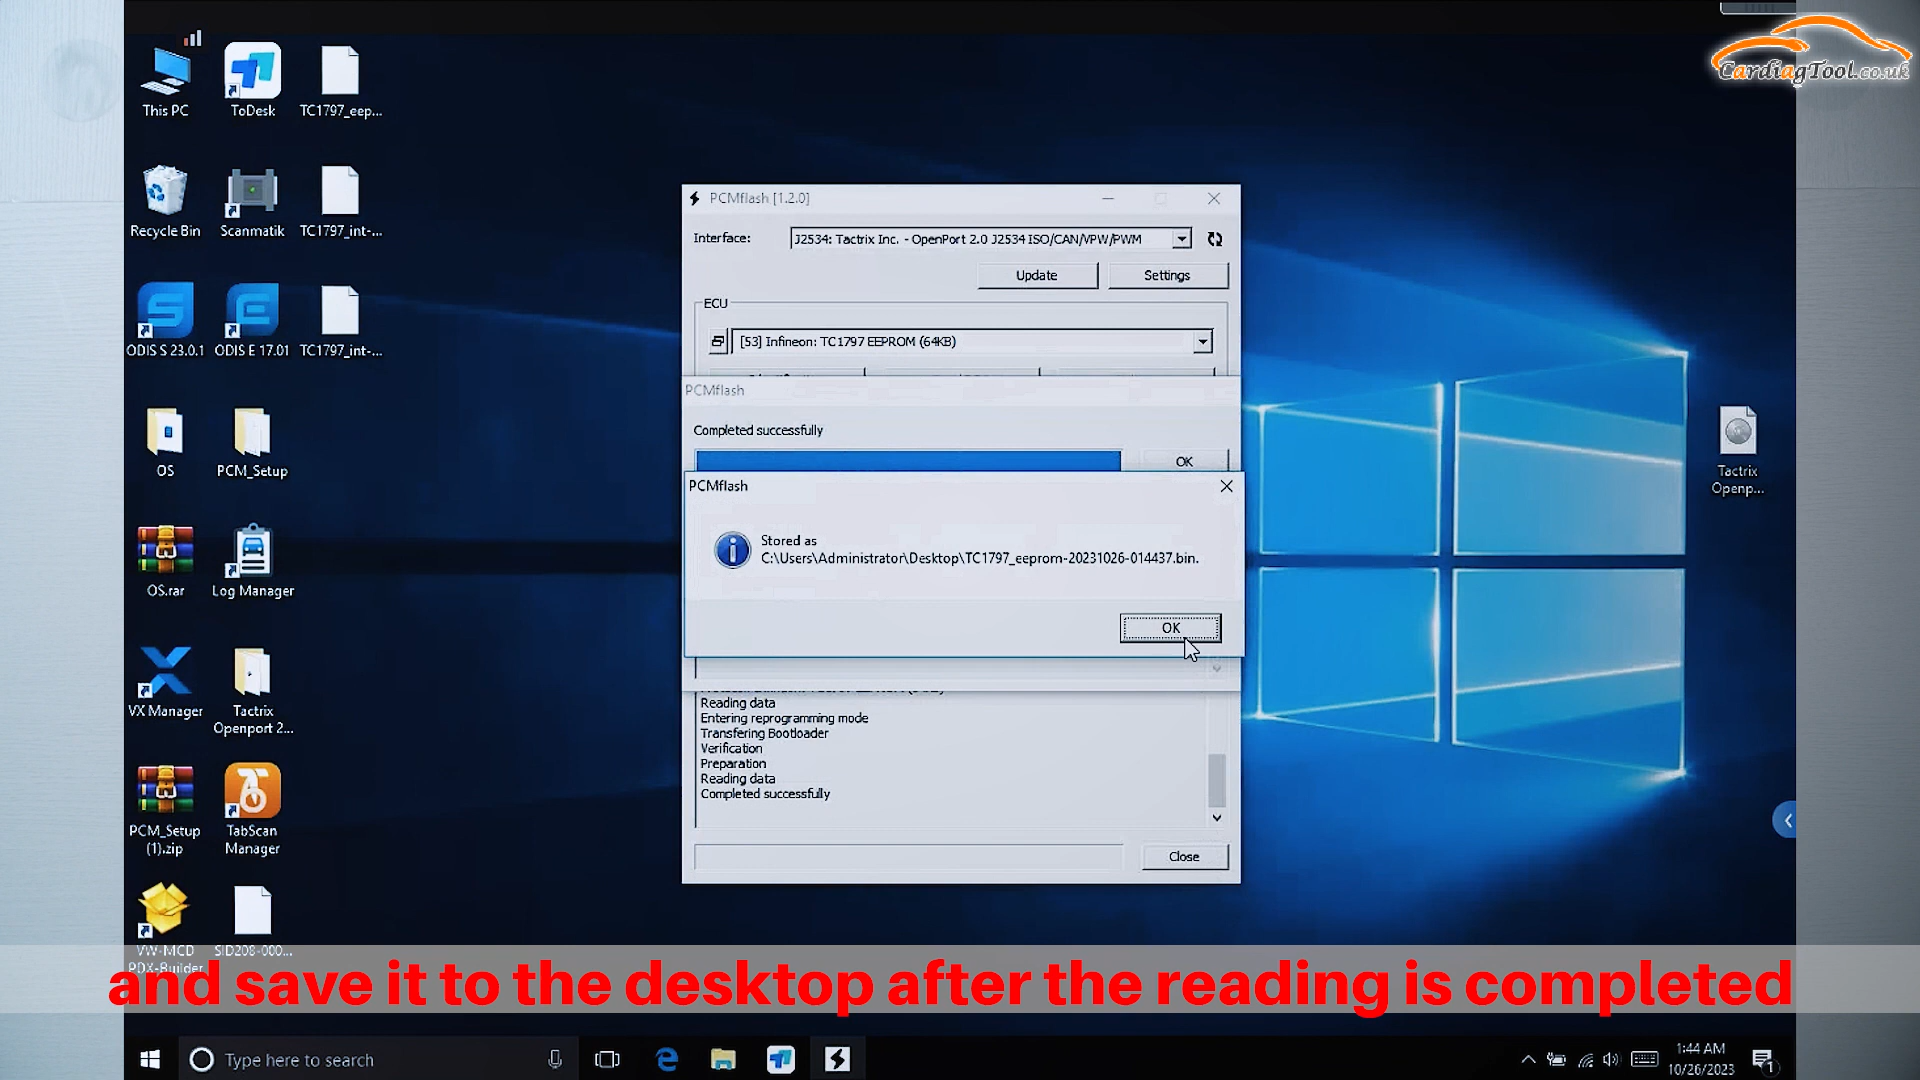 CardiagTool.co.uk
This PC
ToDesk
TC1797_eep...
Recycle Bin
Scanmatik
TC1797_int-...
ODIS S 23.0.1
ODIS E 17.01
TC1797_int-...
OS
PCM_Setup
OS.rar
Log Manager
VX Manager
Tactrix
Openport 2...
PCM_Setup
(1).zip
TabScan
Manager
VW-MCD
PDX-Builder
SID208-000...
Tactrix
Openp...
PCMflash [1.2.0]
Interface:
J2534: Tactrix Inc. - OpenPort 2.0 J2534 ISO/CAN/VPW/PWM
Update
Settings
ECU
[53] Infineon: TC1797 EEPROM (64KB)
PCMflash
Completed successfully
OK
PCMflash
Stored as
C:\Users\Administrator\Desktop\TC1797_eeprom-20231026-014437.bin.
OK
Reading data
Entering reprogramming mode
Transfering Bootloader
Verification
Preparation
Reading data
Completed successfully
Close
and save it to the desktop after the reading is completed
Type here to search
1:44 AM
10/26/2023
1